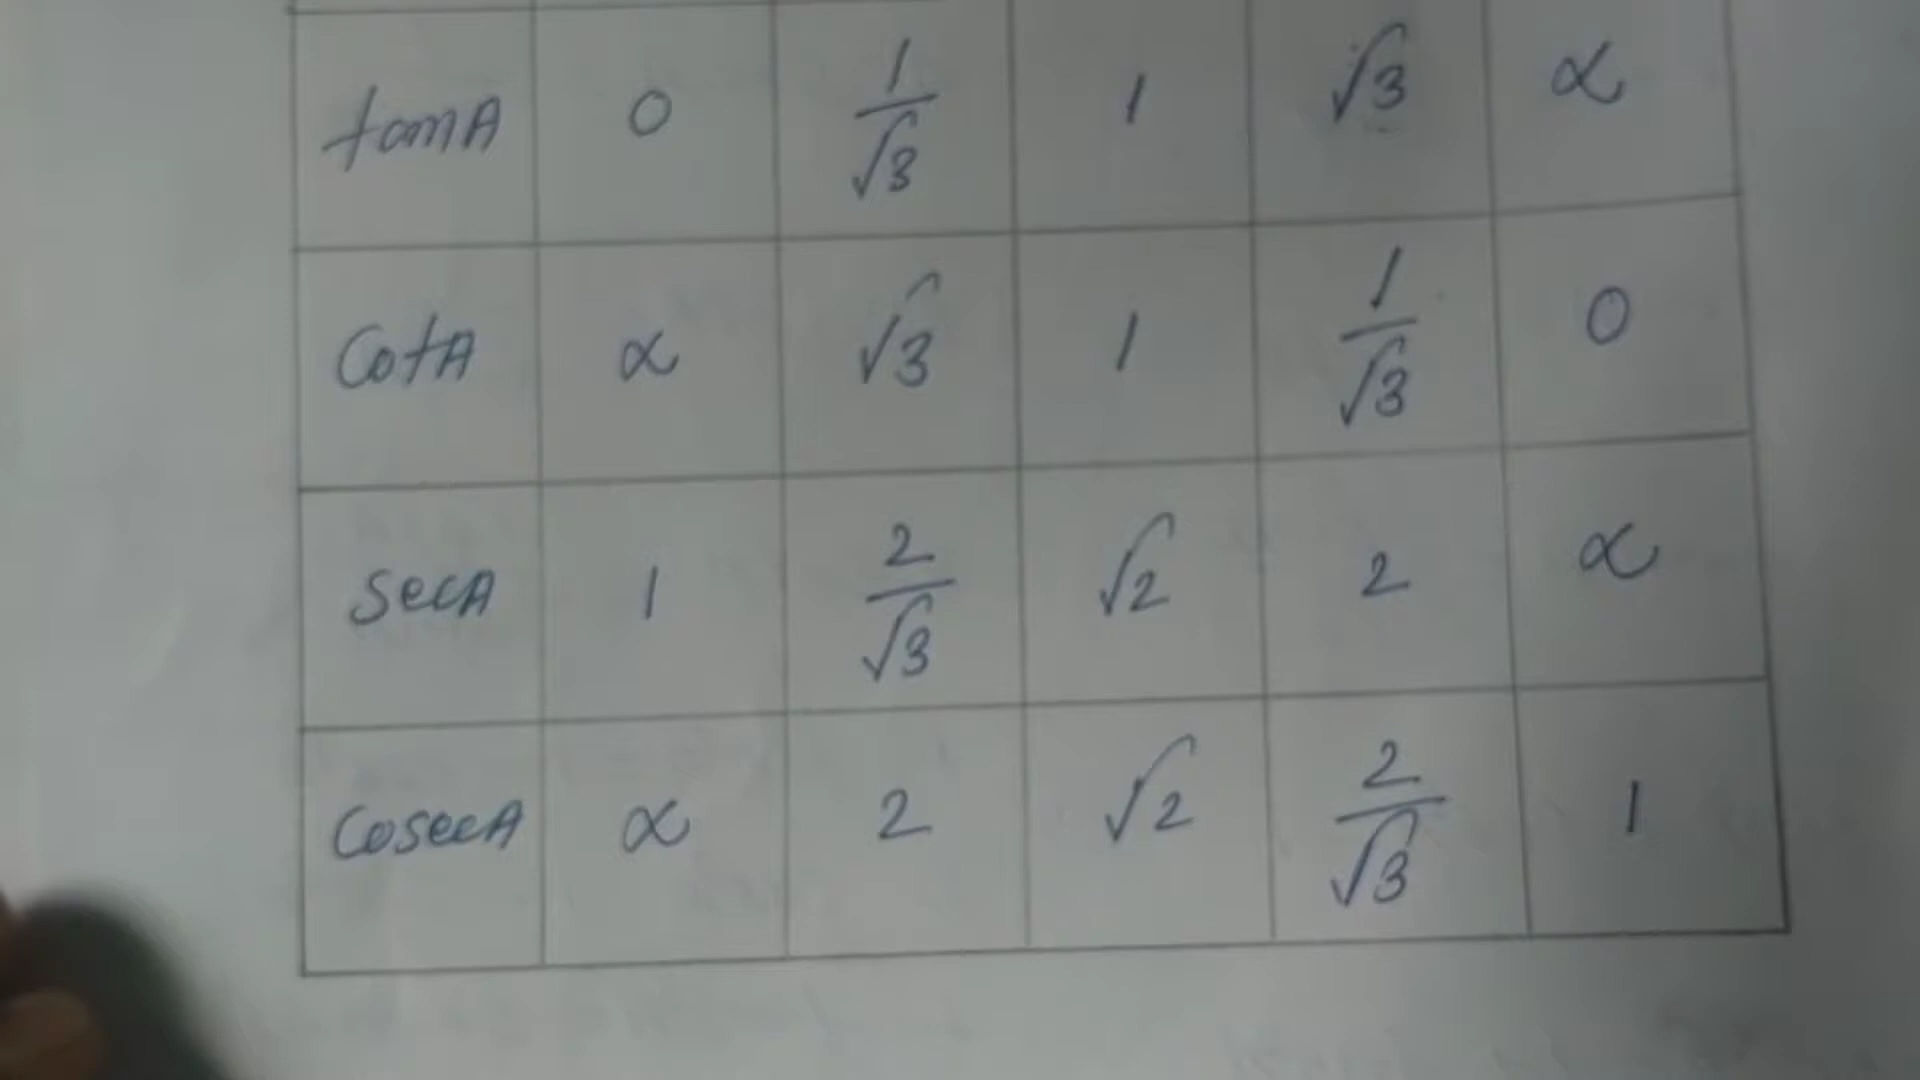 tanA 0 1/√3 1 √3 α
CotA α √3 1 1/√3 0
SecA 1 2/√3 √2 2 α
CosecA α 2 √2 2/√3 1